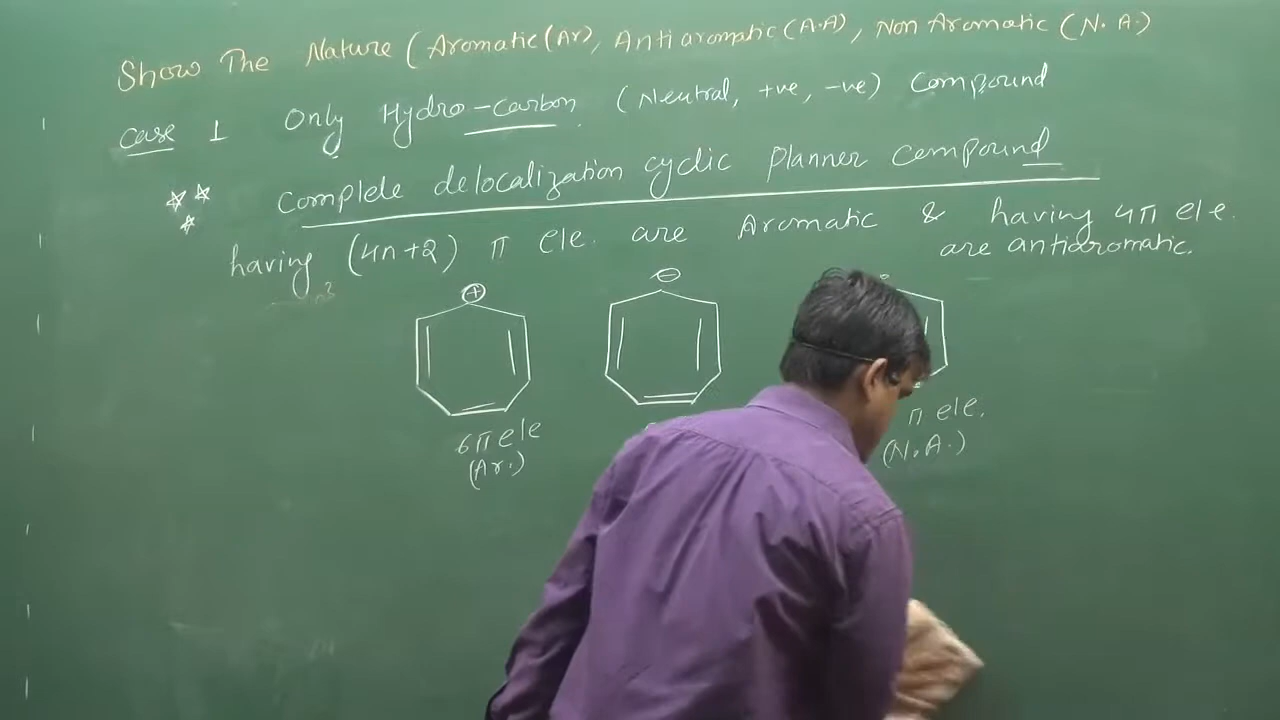 Show The Nature (Aromatic(Ar), Antiaromatic(A.A), Non Aromatic (N.A.)
Case 1 Only Hydro-Carbon (Neutral, +ve, -ve) Compound
Complete delocalization cyclic planner compound
having (4n+2) π ele. are Aromatic & having 4π ele.
are antiaromatic.
⊕
⊖
6π ele
(Ar.)
π ele.
(N.A.)